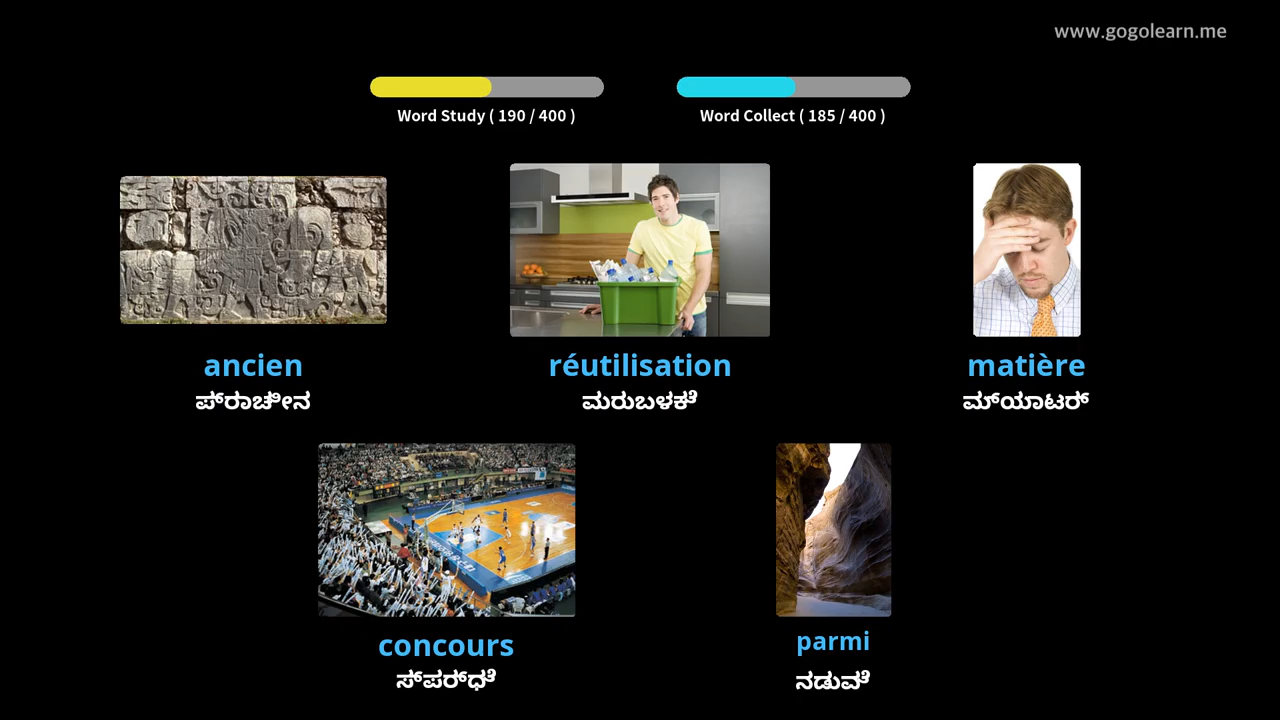 www.gogolearn.me
Word Study ( 190 / 400 )
Word Collect ( 185 / 400 )
ancien
ಪ್ರಾಚೀನ
réutilisation
ಮರುಬಳಕೆ
matière
ಮ್ಯಾಟರ್
concours
ಸ್ಪರ್ಧೆ
parmi
ನಡುವೆ